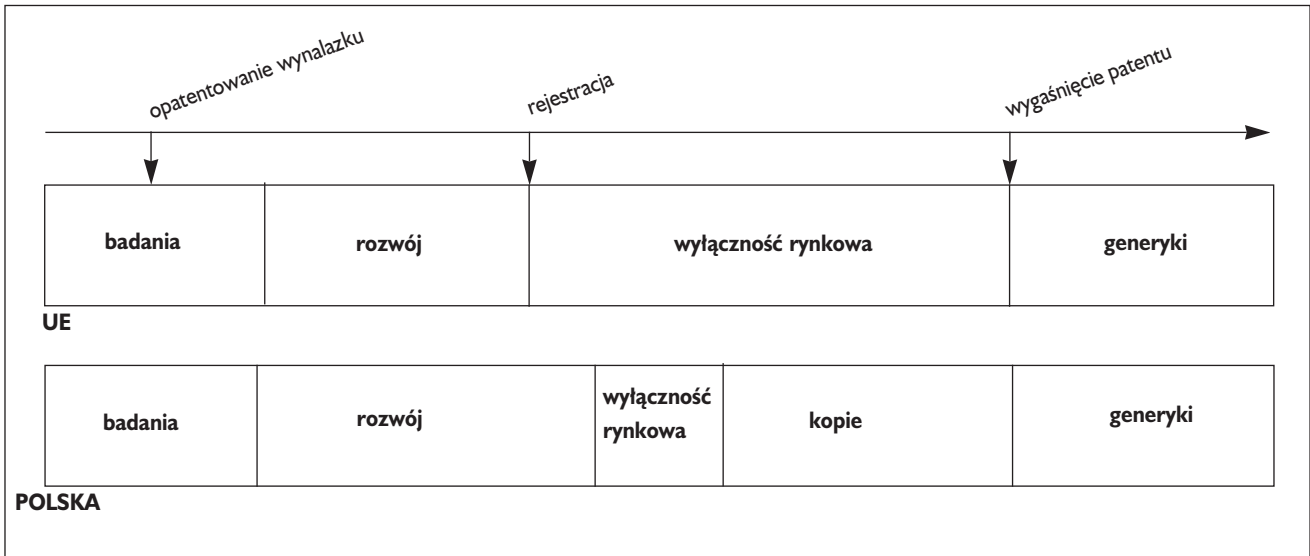 opatentowanie wynalazku
rejestracja
wygaśnięcie patentu
badania
rozwój
wyłączność rynkowa
generyki
UE
badania
rozwój
wyłączność
rynkowa
kopie
generyki
POLSKA